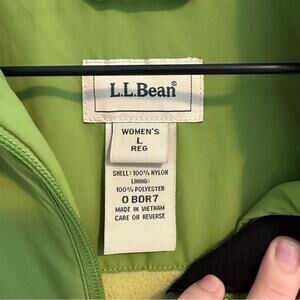 L.L.Bean®
WOMEN'S
L
REG
SHELL: 100% NYLON
LINING:
100% POLYESTER
0 BDR7
MADE IN VIETNAM
CARE ON REVERSE